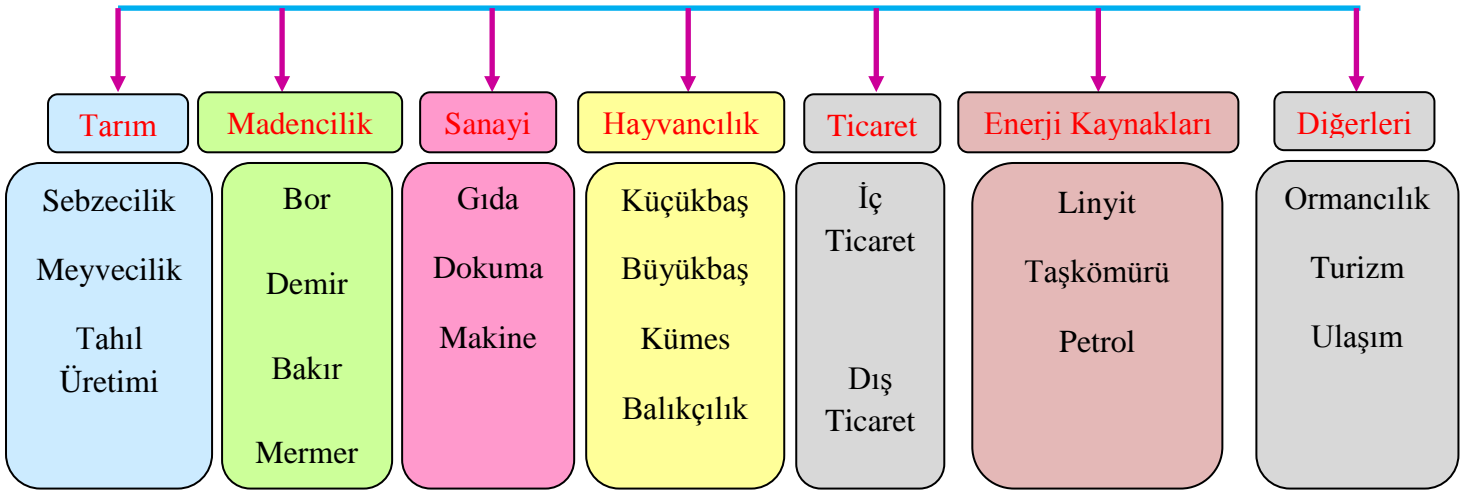 Tarım
Madencilik
Sanayi
Hayvancılık
Ticaret
Enerji Kaynakları
Diğerleri
Sebzecilik
Meyvecilik
Tahıl
Üretimi
Bor
Demir
Bakır
Mermer
Gıda
Dokuma
Makine
Küçükbaş
Büyükbaş
Kümes
Balıkçılık
İç
Ticaret
Dış
Ticaret
Linyit
Taşkömürü
Petrol
Ormancılık
Turizm
Ulaşım